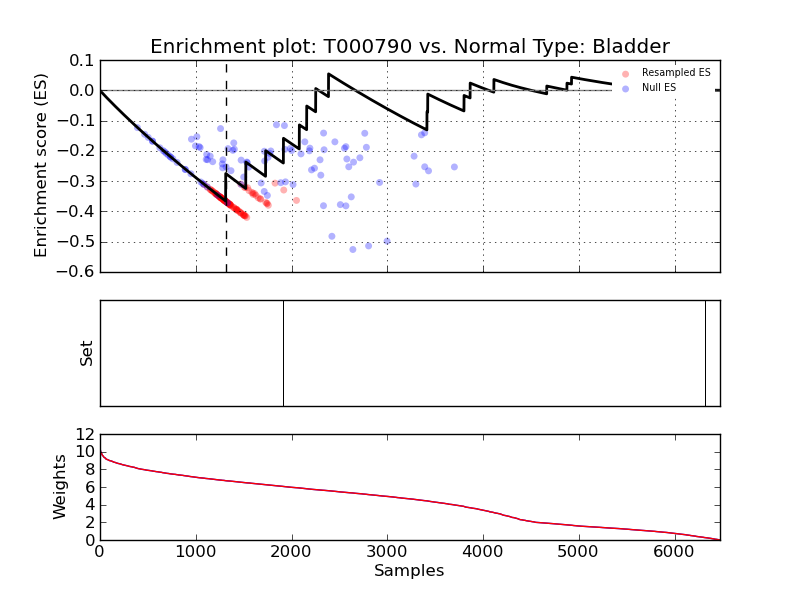 Enrichment plot: T000790 vs. Normal Type: Bladder
Enrichment score (ES)
0.1
0.0
−0.1
−0.2
−0.3
−0.4
−0.5
−0.6
Resampled ES
Null ES
Set
Weights
12
10
8
6
4
2
0
0 1000 2000 3000 4000 5000 6000
Samples